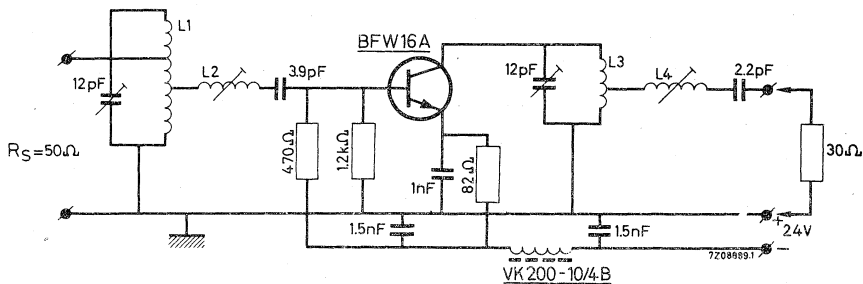 BFW16A
L1
L2
3.9pF
12pF
12pF
L3
L4
2.2pF
RS=50Ω
470Ω
1.2kΩ
1nF
82Ω
30Ω
1.5nF
1.5nF
+
24V
−
7Z08889.1
VK200-10/4B